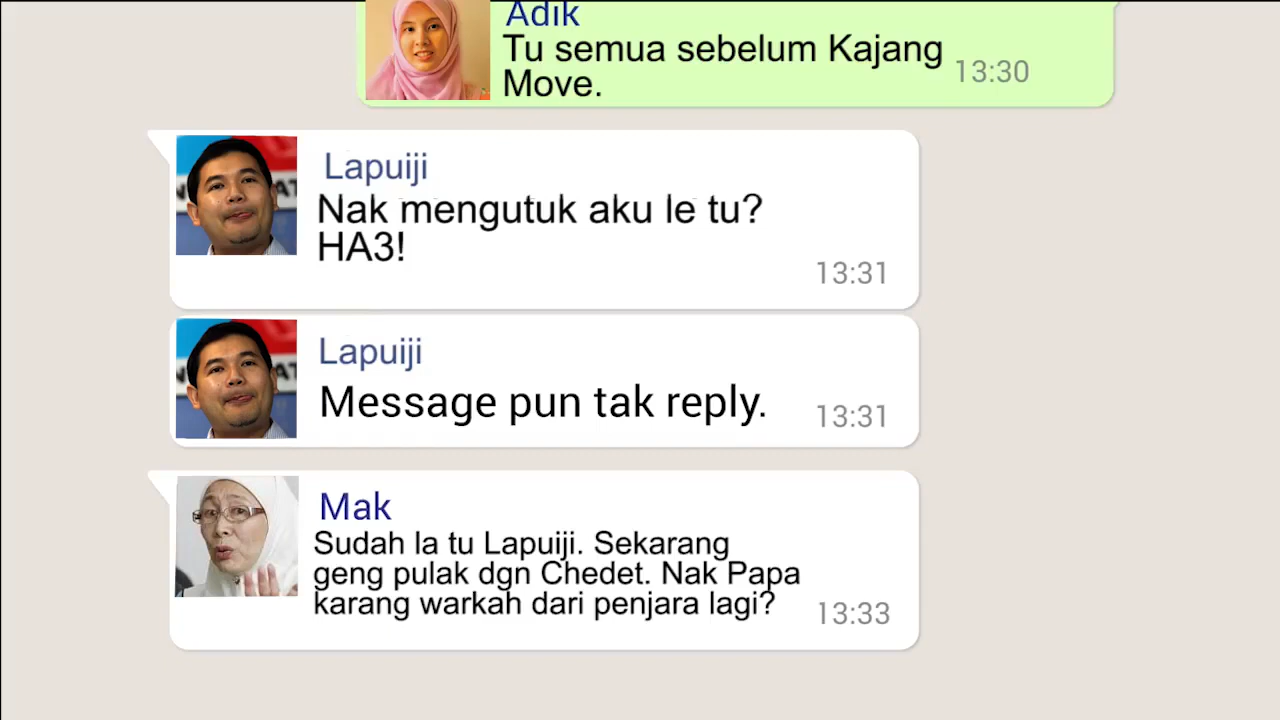 Adik
Tu semua sebelum Kajang
Move.
13:30
Lapuiji
Nak mengutuk aku le tu?
HA3!
13:31
Lapuiji
Message pun tak reply.
13:31
Mak
Sudah la tu Lapuiji. Sekarang
geng pulak dgn Chedet. Nak Papa
karang warkah dari penjara lagi?
13:33